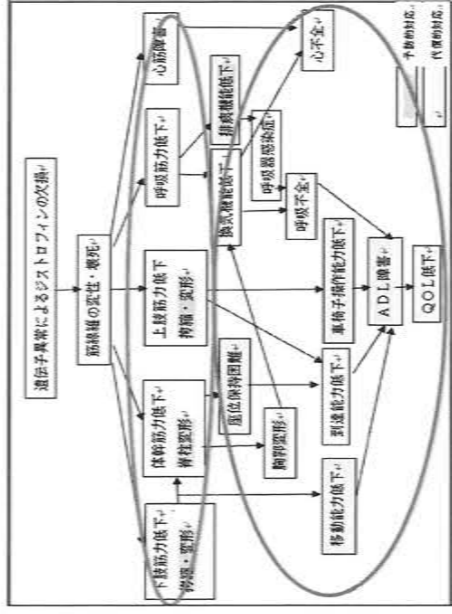 遺伝子異常によるジストロフィンの欠損
筋線維の変性・壊死
下肢筋力低下
拘縮・変形
体幹筋力低下
脊柱変形
上肢筋力低下
拘縮・変形
呼吸筋力低下
心筋障害
座位保持困難
換気機能低下
排痰機能低下
胸郭変形
呼吸器感染症
呼吸不全
心不全
移動能力低下
到達能力低下
車椅子操作能力低下
ADL障害
QOL低下
予防的対応
代償的対応